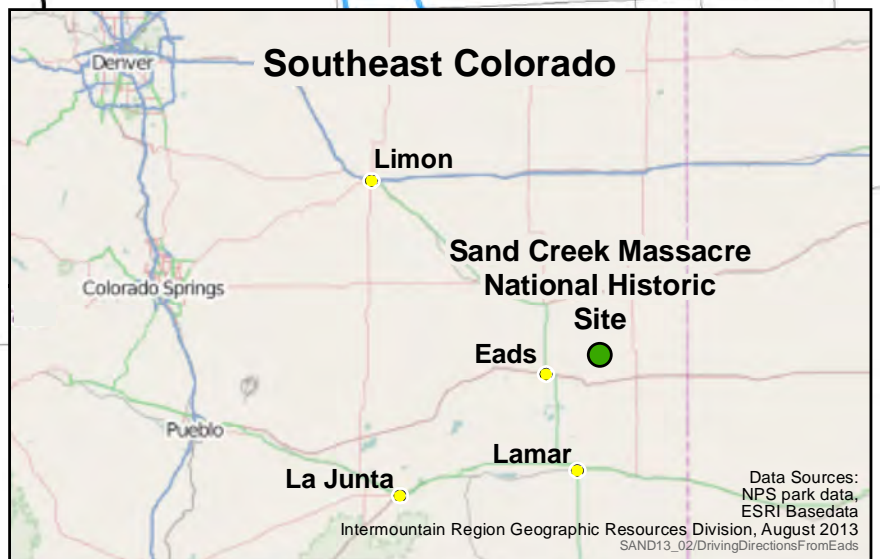 Denver
Southeast Colorado
Limon
Sand Creek Massacre
National Historic
Site
Colorado Springs
Eads
Pueblo
Lamar
La Junta
Data Sources:
NPS park data,
ESRI Basedata
Intermountain Region Geographic Resources Division, August 2013
SAND13_02/DrivingDirectionsFromEads